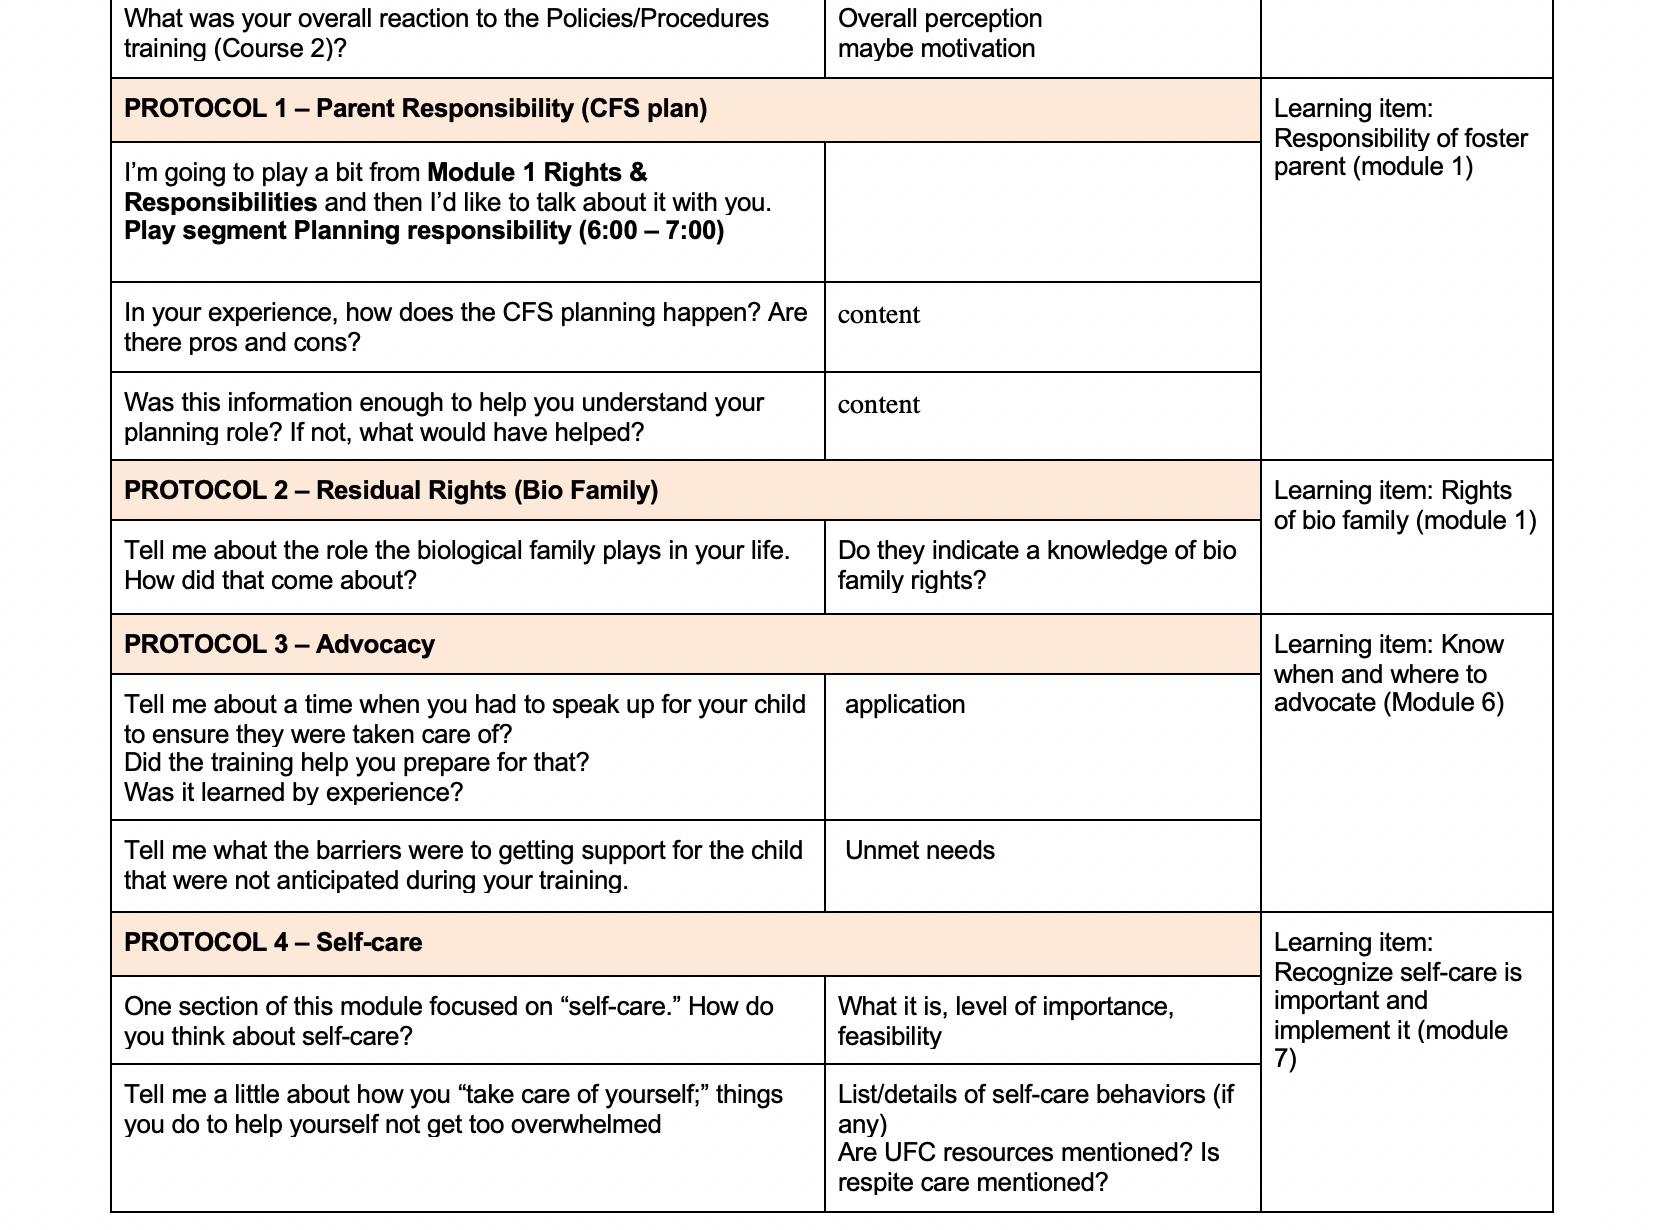 What was your overall reaction to the Policies/Procedures
training (Course 2)?
Overall perception
maybe motivation
PROTOCOL 1 – Parent Responsibility (CFS plan)
Learning item:
Responsibility of foster
parent (module 1)
I’m going to play a bit from Module 1 Rights &
Responsibilities and then I’d like to talk about it with you.
Play segment Planning responsibility (6:00 – 7:00)
In your experience, how does the CFS planning happen? Are
there pros and cons?
content
Was this information enough to help you understand your
planning role? If not, what would have helped?
content
PROTOCOL 2 – Residual Rights (Bio Family)
Learning item: Rights
of bio family (module 1)
Tell me about the role the biological family plays in your life.
How did that come about?
Do they indicate a knowledge of bio
family rights?
PROTOCOL 3 – Advocacy
Learning item: Know
when and where to
advocate (Module 6)
Tell me about a time when you had to speak up for your child
to ensure they were taken care of?
Did the training help you prepare for that?
Was it learned by experience?
application
Tell me what the barriers were to getting support for the child
that were not anticipated during your training.
Unmet needs
PROTOCOL 4 – Self-care
Learning item:
Recognize self-care is
important and
implement it (module
7)
One section of this module focused on “self-care.” How do
you think about self-care?
What it is, level of importance,
feasibility
Tell me a little about how you “take care of yourself;” things
you do to help yourself not get too overwhelmed
List/details of self-care behaviors (if
any)
Are UFC resources mentioned? Is
respite care mentioned?